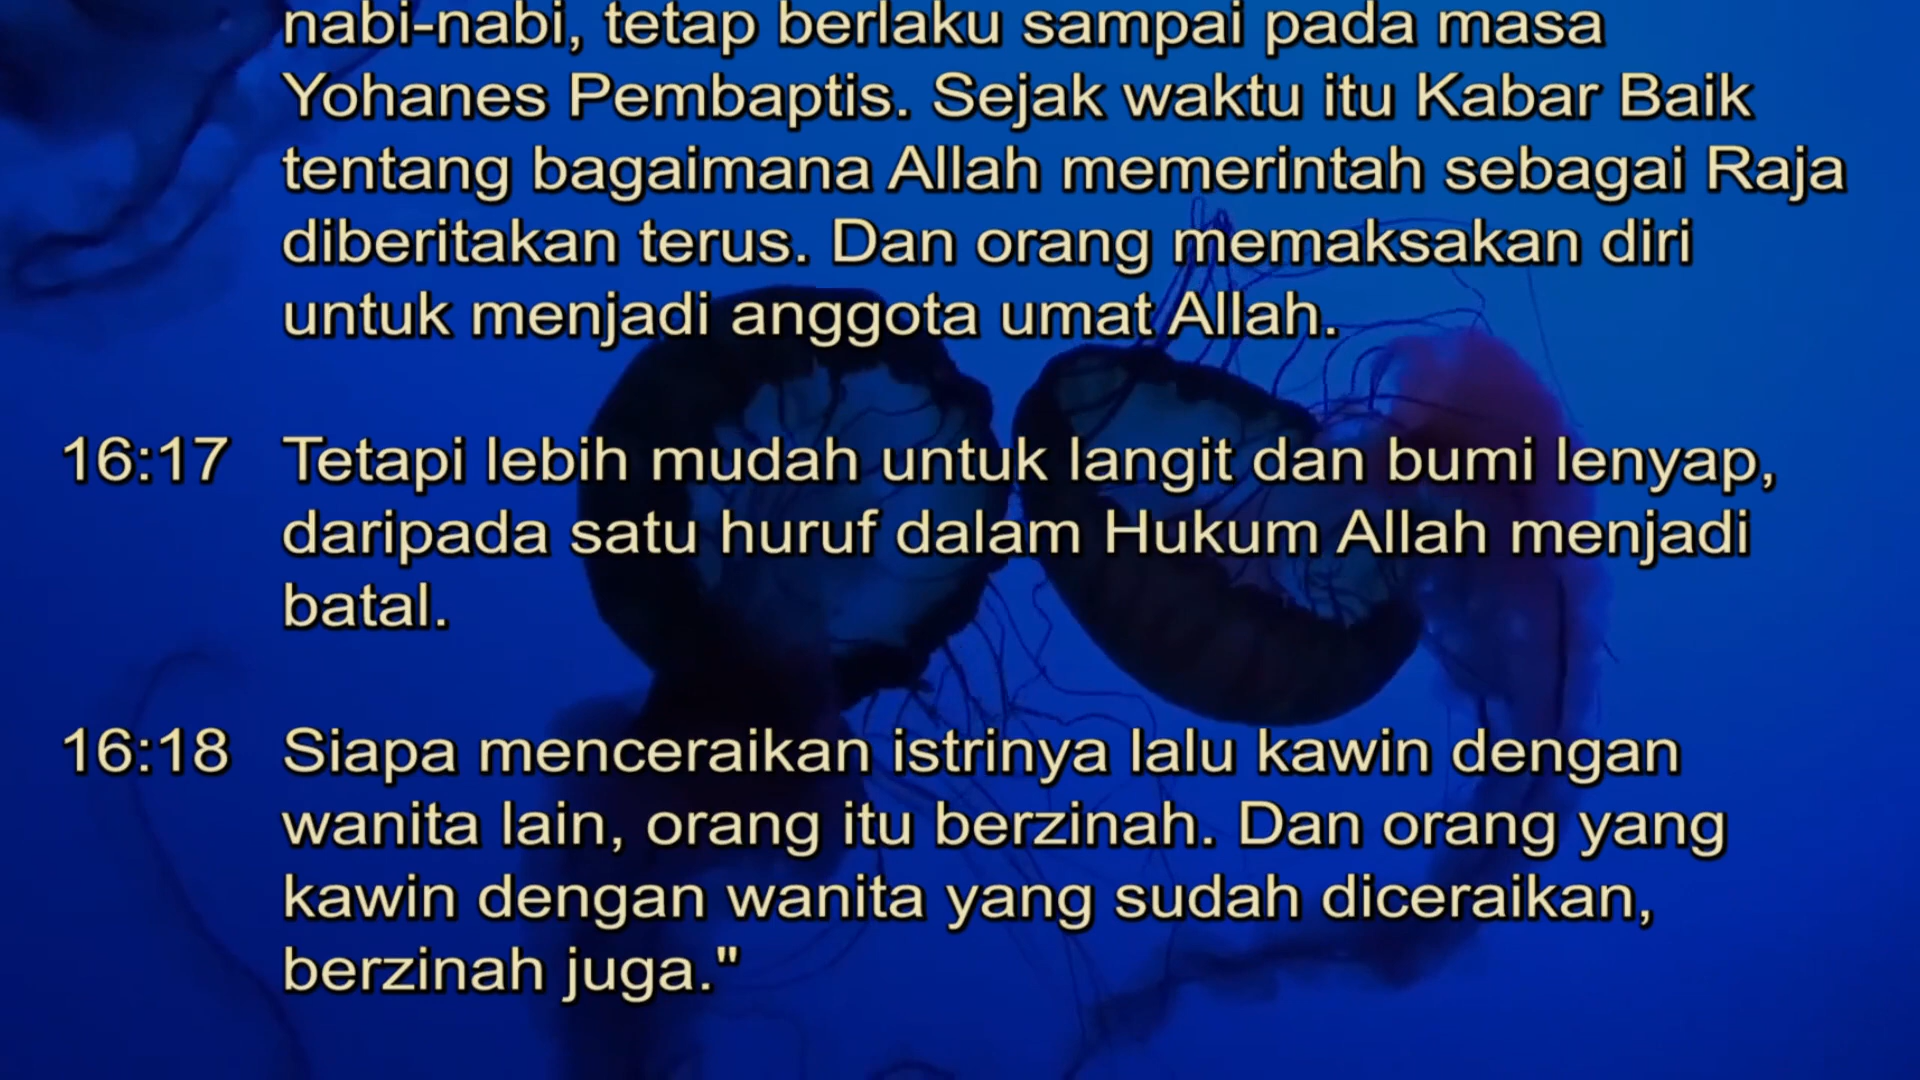 nabi-nabi, tetap berlaku sampai pada masa
Yohanes Pembaptis. Sejak waktu itu Kabar Baik
tentang bagaimana Allah memerintah sebagai Raja
diberitakan terus. Dan orang memaksakan diri
untuk menjadi anggota umat Allah.
16:17 Tetapi lebih mudah untuk langit dan bumi lenyap,
daripada satu huruf dalam Hukum Allah menjadi
batal.
16:18 Siapa menceraikan istrinya lalu kawin dengan
wanita lain, orang itu berzinah. Dan orang yang
kawin dengan wanita yang sudah diceraikan,
berzinah juga."